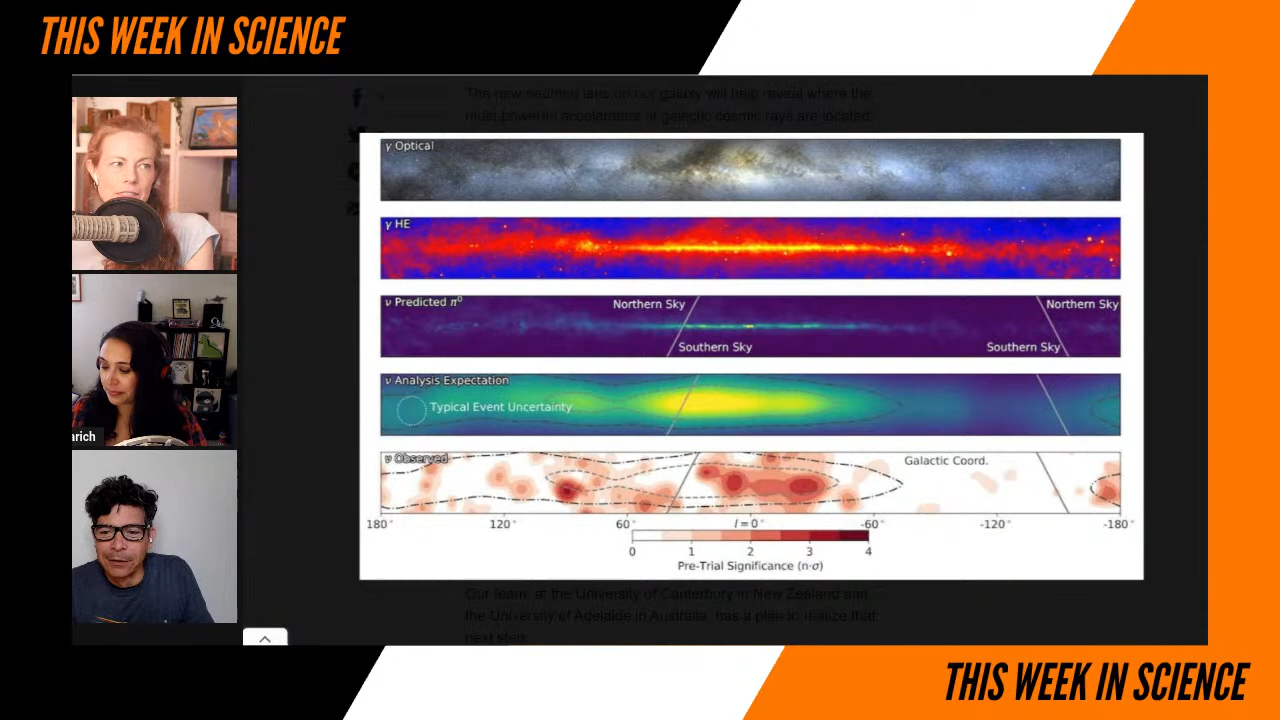 THIS WEEK IN SCIENCE
The new neutrino lens on our galaxy will help reveal where the
most powerful accelerators of galactic cosmic rays are located.
γ Optical
γ HE
ν Predicted π⁰
Northern Sky
Northern Sky
Southern Sky
Southern Sky
ν Analysis Expectation
Typical Event Uncertainty
ν Observed
Galactic Coord.
180° 120° 60° l = 0° -60° -120° -180°
0 1 2 3 4
Pre-Trial Significance (n·σ)
arich
Our team, at the University of Canterbury in New Zealand and
the University of Adelaide in Australia, has a plan to realize that
next step.
THIS WEEK IN SCIENCE